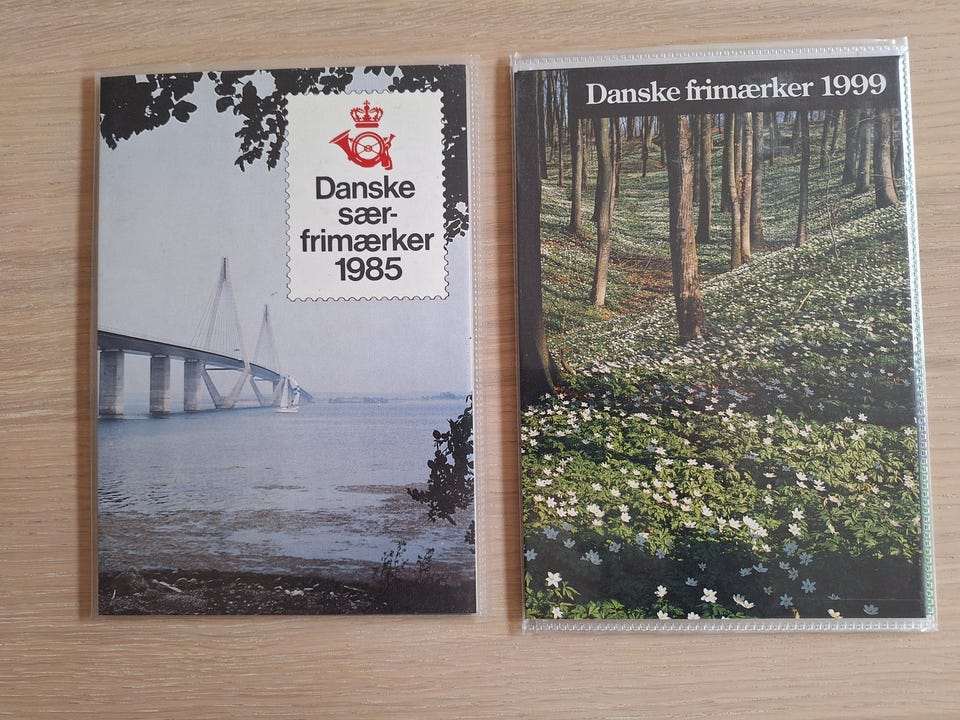 Danske
sær-
frimærker
1985
Danske frimærker 1999